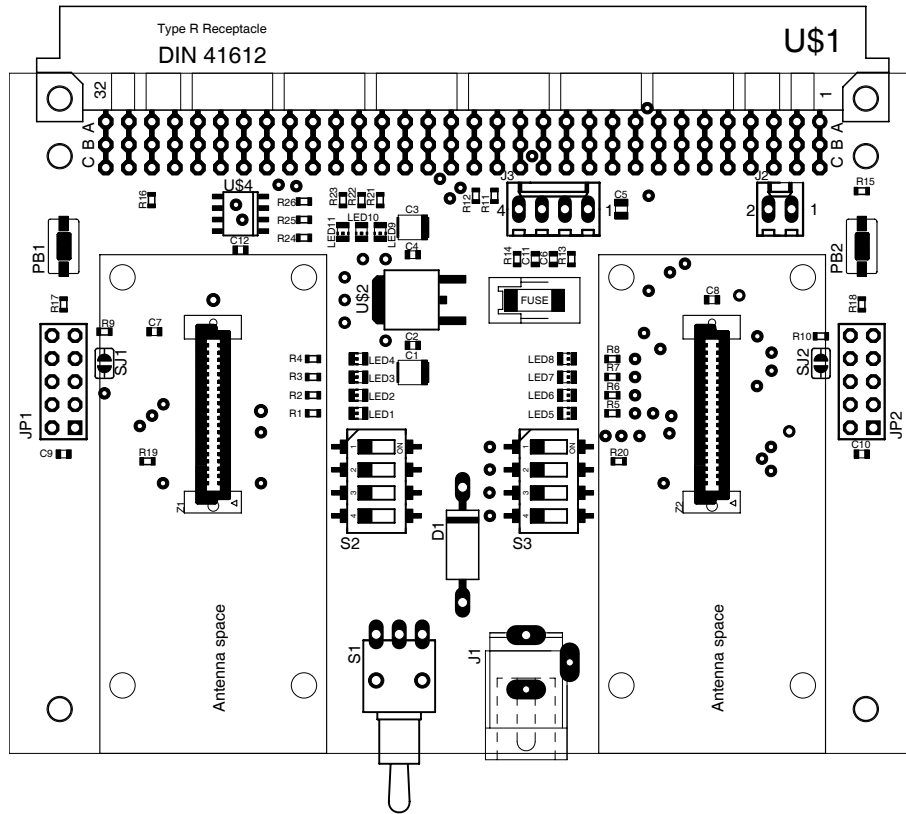 Type R Receptacle
DIN 41612
U$1
32
1
A
B
C
A
B
C
R16
U$4
R26
R25
R24
C12
R23
R22
R21
LED11
LED10
LED9
C3
C4
R12
R11
J3
4
1
C5
J2
2
1
R15
PB1
PB2
U$2
R14
C11
C6
R13
FUSE
R17
C8
R18
R9
C7
SJ1
C2
C1
R10
SJ2
R4
R3
R2
R1
LED4
LED3
LED2
LED1
LED8
LED7
LED6
LED5
R8
R7
R6
R5
JP1
JP2
C9
R19
R20
C10
1
2
3
4
ON
S2
1
2
3
4
ON
S3
D1
Z1
Z2
Antenna space
S1
J1
Antenna space